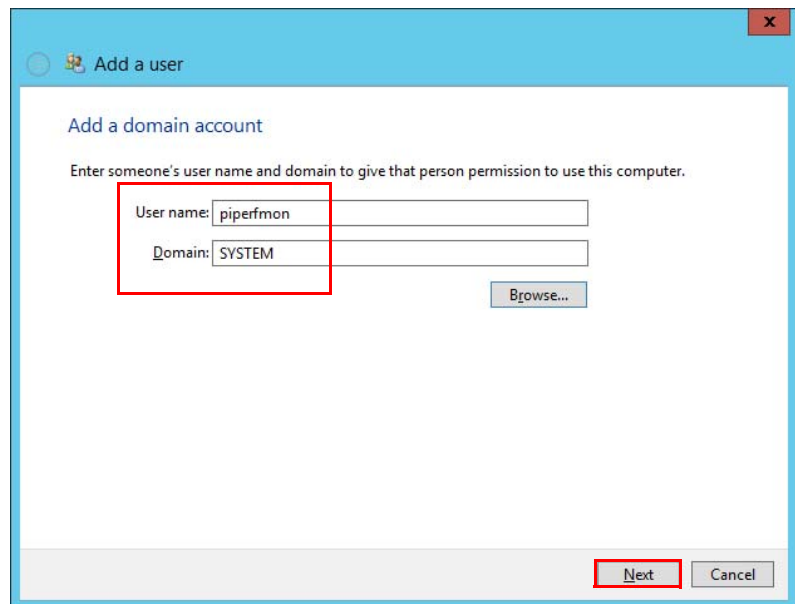 x
Add a user
Add a domain account
Enter someone's user name and domain to give that person permission to use this computer.
User name: piperfmon
Domain: SYSTEM
Browse...
Next Cancel